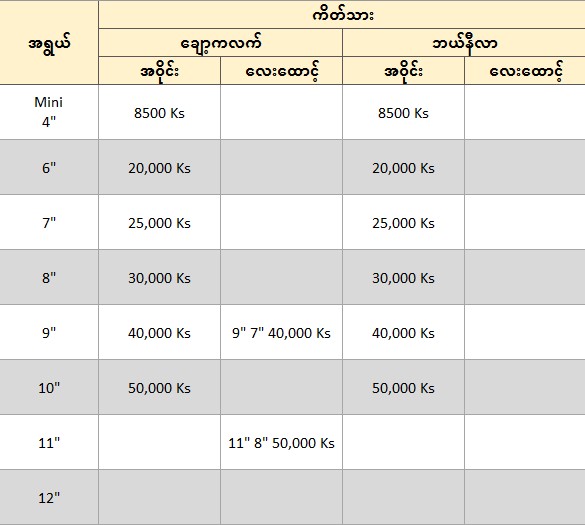 ကိတ်သား
အရွယ် ချော့ကလက် ဘယ်နီလာ
အဝိုင်း လေးထောင့် အဝိုင်း လေးထောင့်
Mini
4" 8500 Ks 8500 Ks
6" 20,000 Ks 20,000 Ks
7" 25,000 Ks 25,000 Ks
8" 30,000 Ks 30,000 Ks
9" 40,000 Ks 9" 7" 40,000 Ks 40,000 Ks
10" 50,000 Ks 50,000 Ks
11" 11" 8" 50,000 Ks
12"